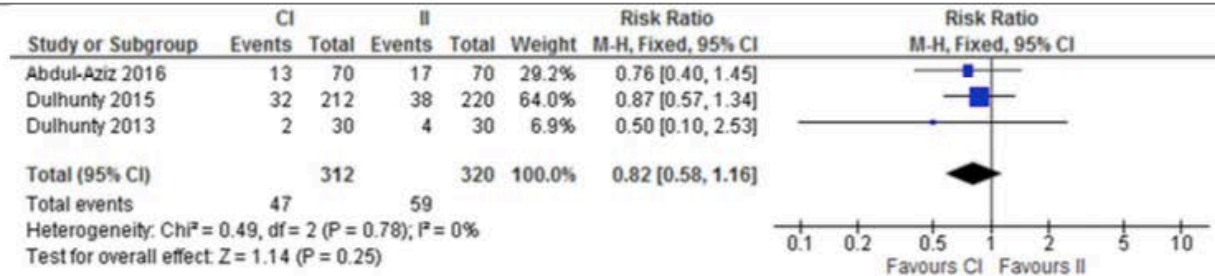 CI II Risk Ratio Risk Ratio
Study or Subgroup Events Total Events Total Weight M-H, Fixed, 95% CI M-H, Fixed, 95% CI
Abdul-Aziz 2016 13 70 17 70 29.2% 0.76 [0.40, 1.45]
Dulhunty 2015 32 212 38 220 64.0% 0.87 [0.57, 1.34]
Dulhunty 2013 2 30 4 30 6.9% 0.50 [0.10, 2.53]
Total (95% CI) 312 320 100.0% 0.82 [0.58, 1.16]
Total events 47 59
Heterogeneity: Chi² = 0.49, df = 2 (P = 0.78); I² = 0%
Test for overall effect: Z = 1.14 (P = 0.25)
0.1 0.2 0.5 1 2 5 10
Favours CI Favours II